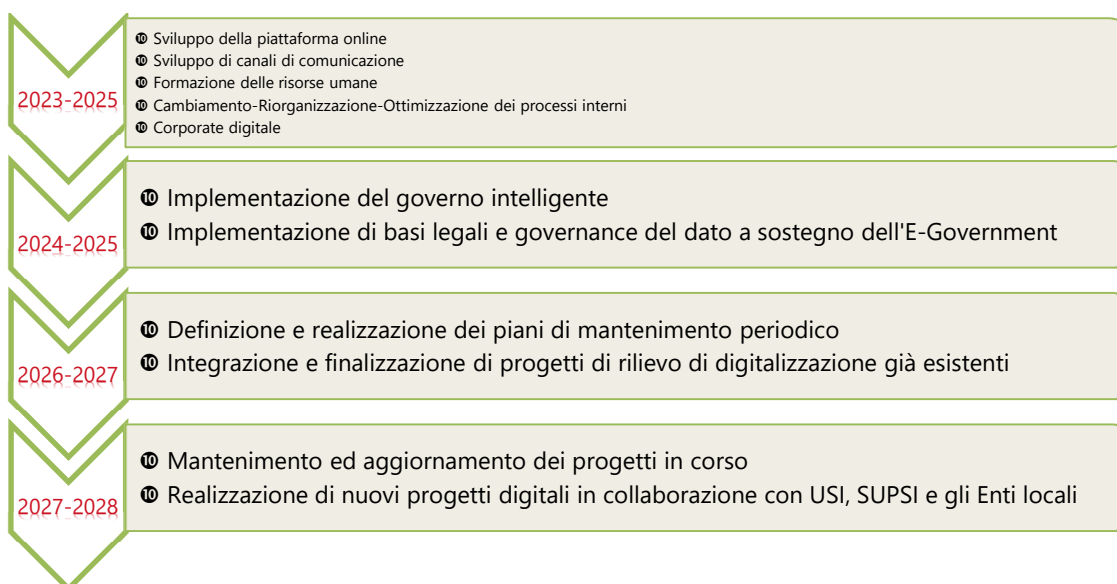 2023-2025
❿ Sviluppo della piattaforma online
❿ Sviluppo di canali di comunicazione
❿ Formazione delle risorse umane
❿ Cambiamento-Riorganizzazione-Ottimizzazione dei processi interni
❿ Corporate digitale
2024-2025
❿ Implementazione del governo intelligente
❿ Implementazione di basi legali e governance del dato a sostegno dell'E-Government
2026-2027
❿ Definizione e realizzazione dei piani di mantenimento periodico
❿ Integrazione e finalizzazione di progetti di rilievo di digitalizzazione già esistenti
2027-2028
❿ Mantenimento ed aggiornamento dei progetti in corso
❿ Realizzazione di nuovi progetti digitali in collaborazione con USI, SUPSI e gli Enti locali